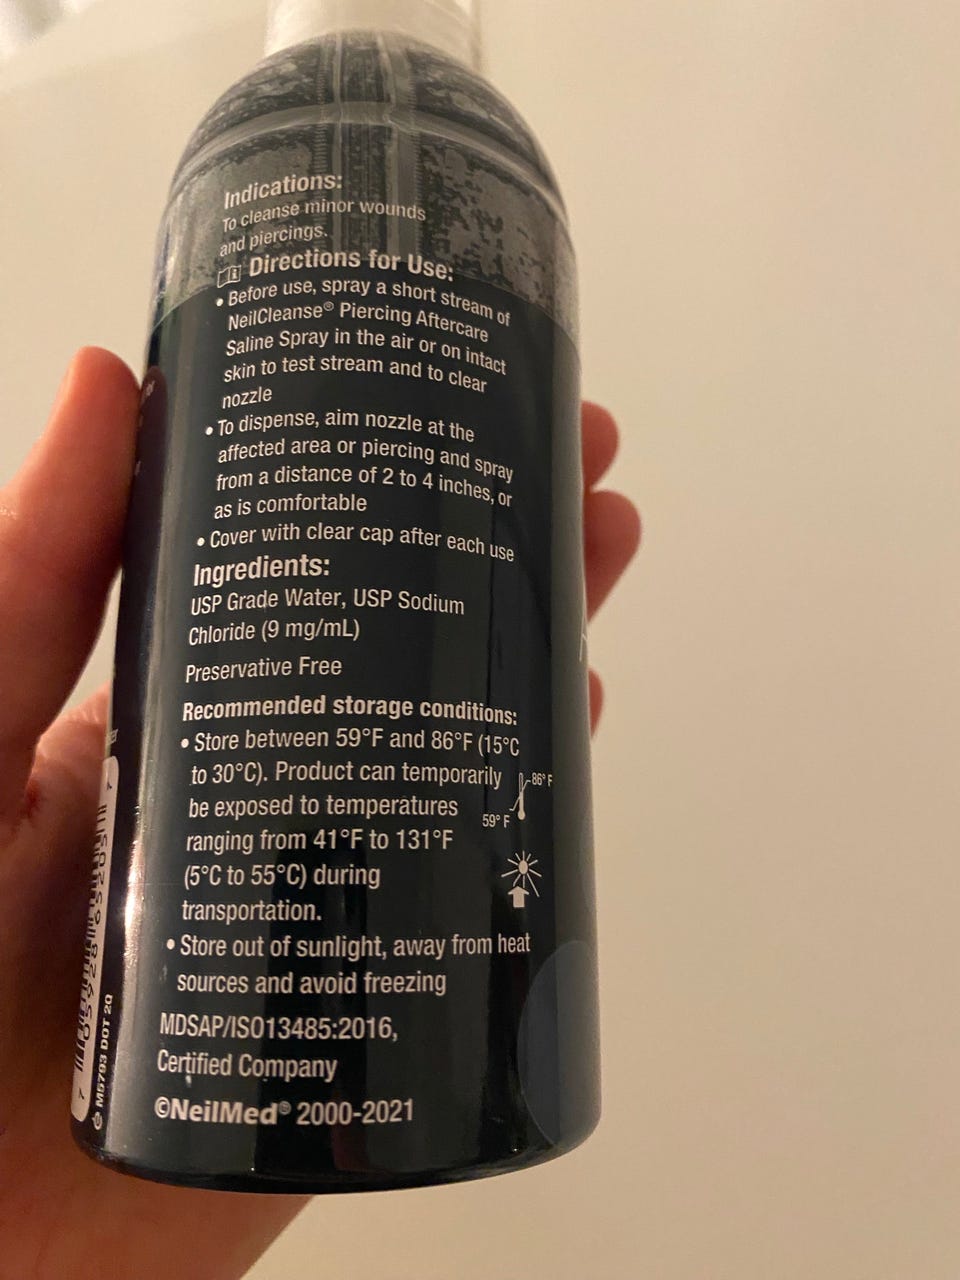 Indications:
To cleanse minor wounds
and piercings.
Directions for Use:
• Before use, spray a short stream of
NeilCleanse® Piercing Aftercare
Saline Spray in the air or on intact
skin to test stream and to clear
nozzle
• To dispense, aim nozzle at the
affected area or piercing and spray
from a distance of 2 to 4 inches, or
as is comfortable
• Cover with clear cap after each use
Ingredients:
USP Grade Water, USP Sodium
Chloride (9 mg/mL)
Preservative Free
Recommended storage conditions:
• Store between 59°F and 86°F (15°C
to 30°C). Product can temporarily
be exposed to temperatures
ranging from 41°F to 131°F
(5°C to 55°C) during
transportation.
86° F
59° F
• Store out of sunlight, away from heat
sources and avoid freezing
MDSAP/ISO13485:2016,
Certified Company
©NeilMed® 2000-2021
M5793 DOT 2Q